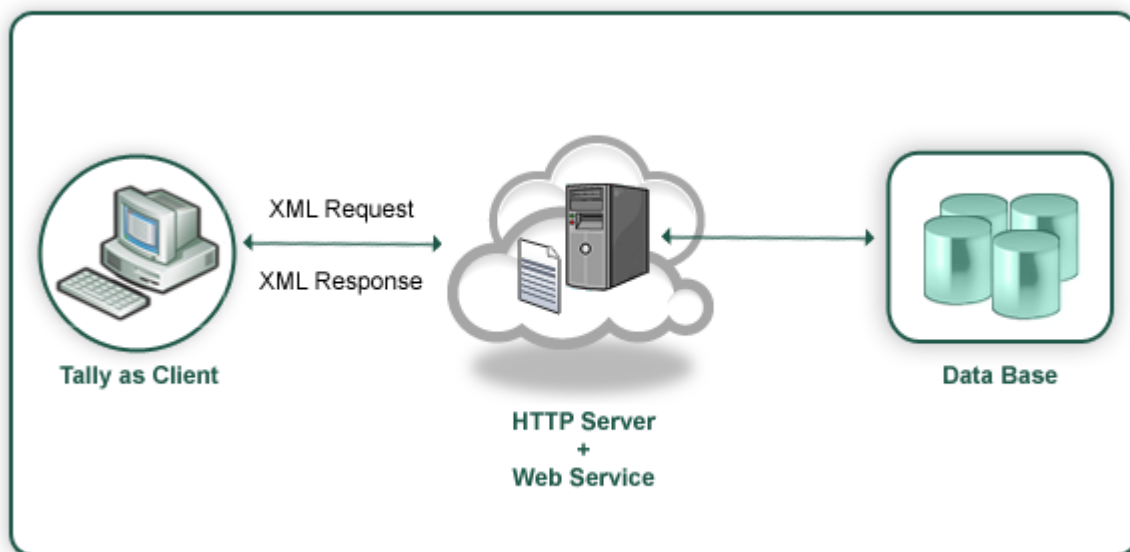 XML Request
XML Response
Tally as Client
HTTP Server
+
Web Service
Data Base